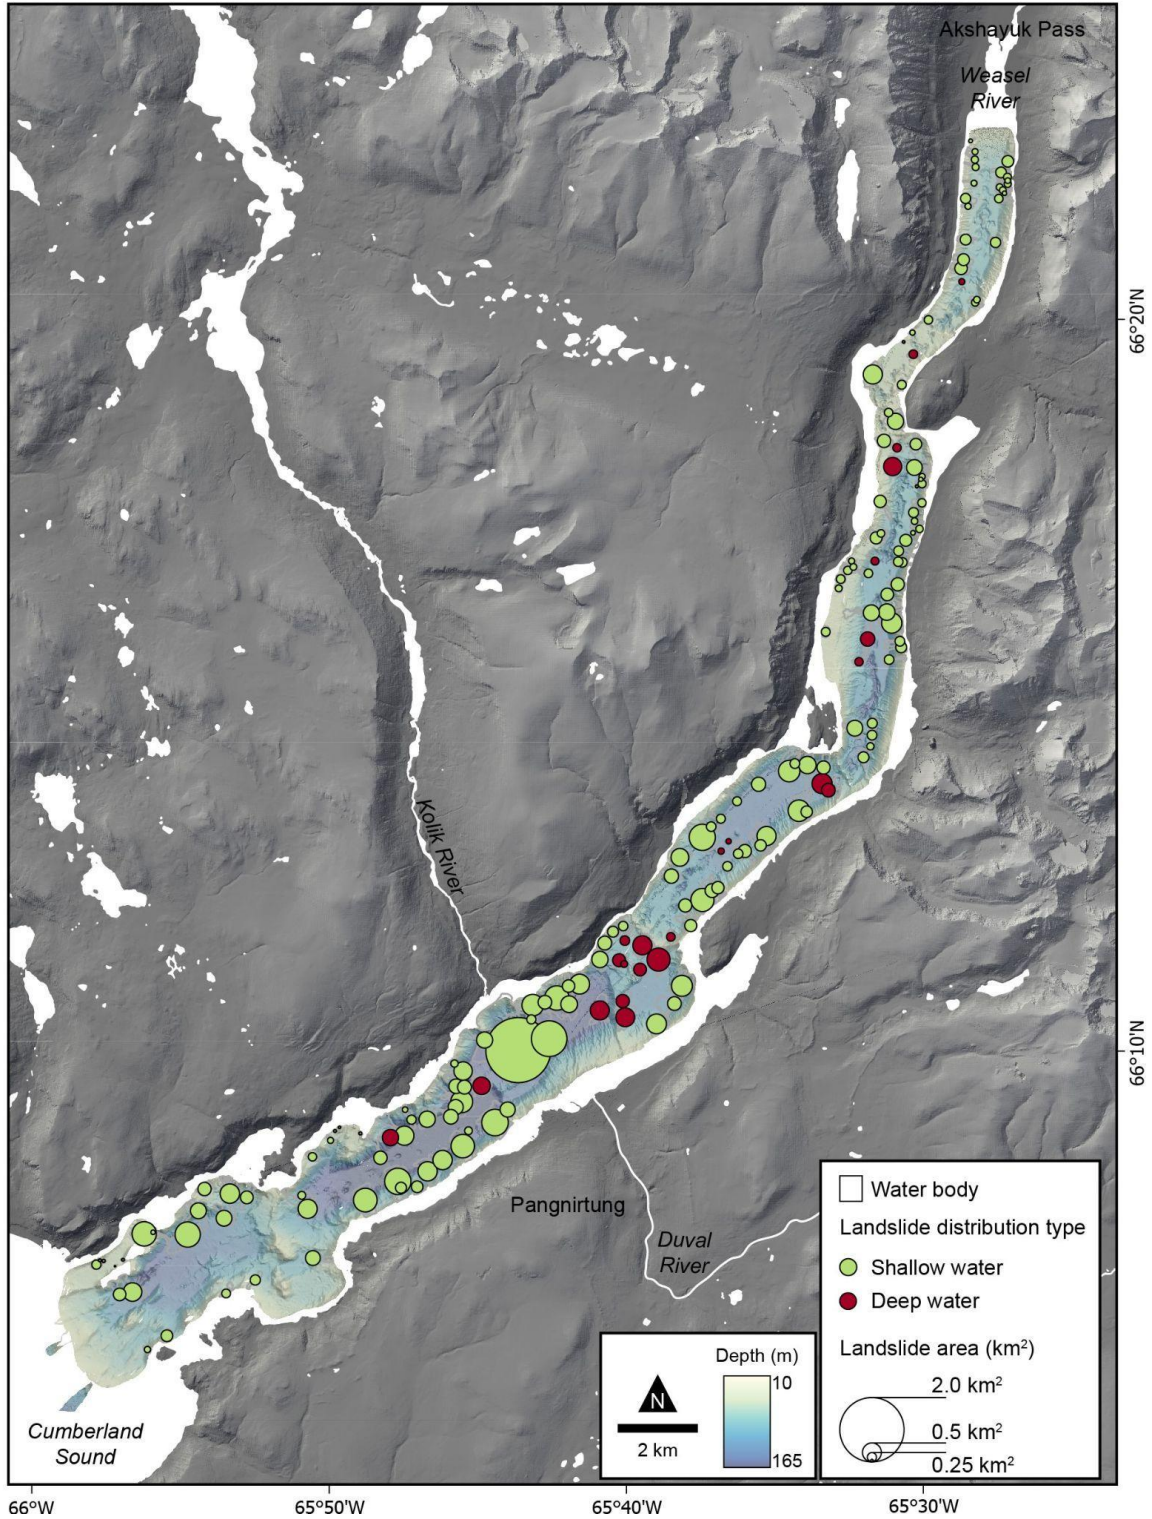 Akshayuk Pass
Weasel
River
66°20'N
Kolik River
66°10'N
Pangnirtung
Duval
River
Cumberland
Sound
N
2 km
Depth (m)
10
165
Water body
Landslide distribution type
Shallow water
Deep water
Landslide area (km²)
2.0 km²
0.5 km²
0.25 km²
66°W
65°50'W
65°40'W
65°30'W